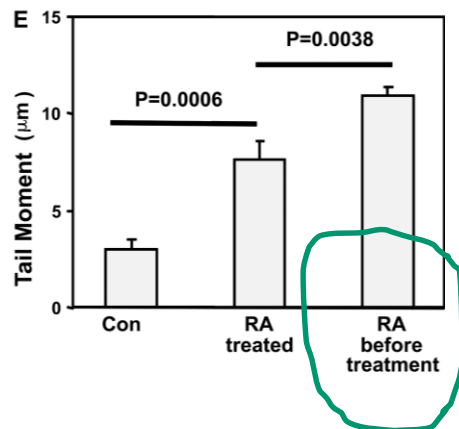 E
15
P=0.0038
P=0.0006
10
5
0
Tail Moment (μm)
Con
RA
treated
RA
before
treatment